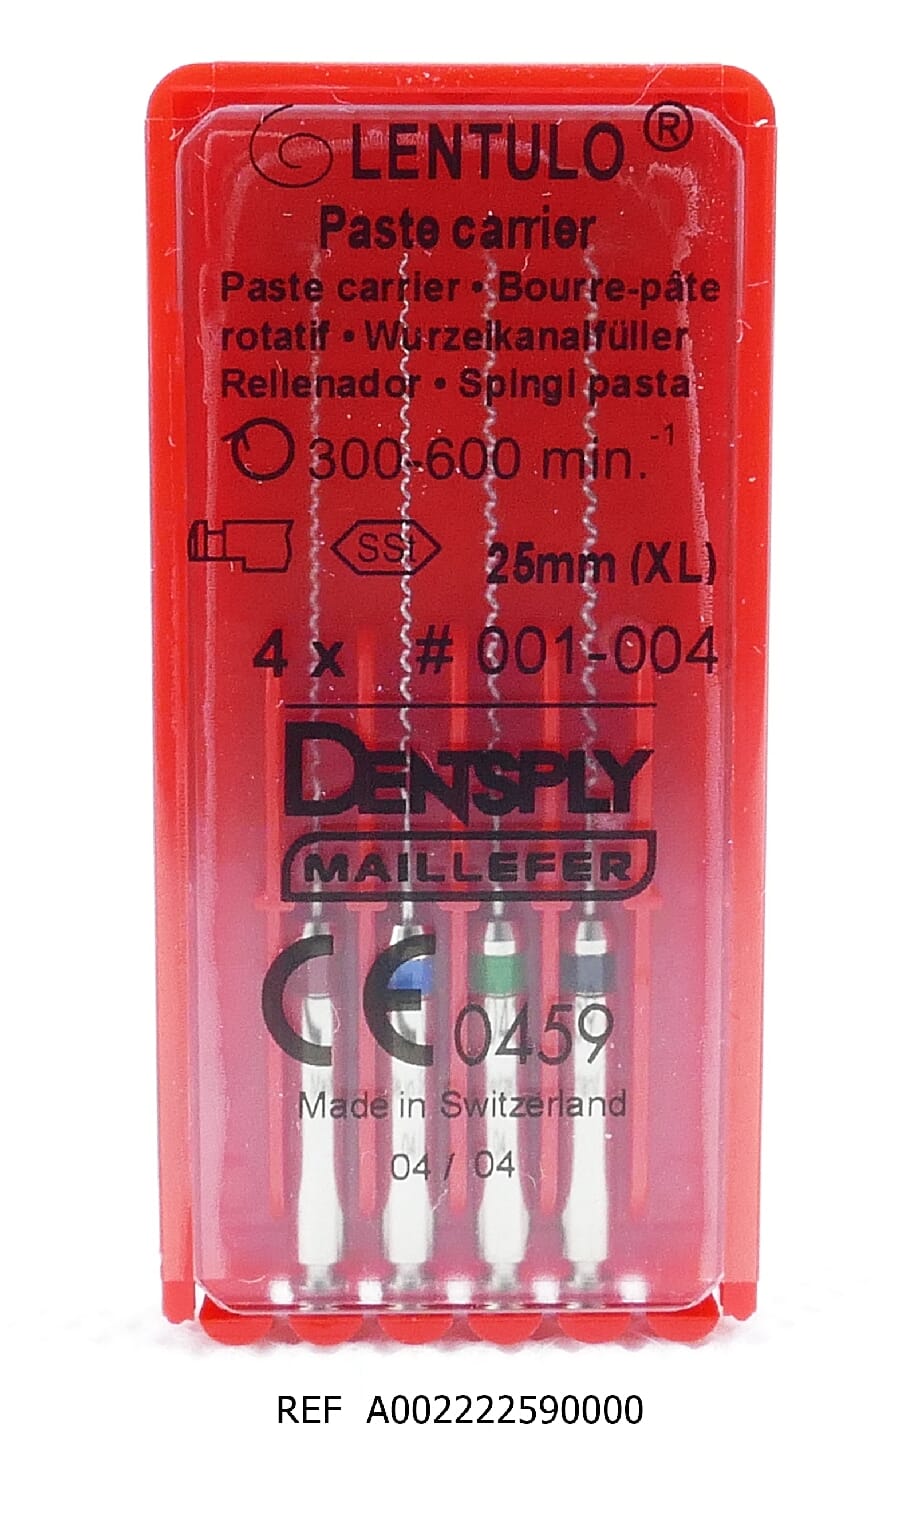 LENTULO ®
Paste carrier
Paste carrier • Bourre-pâte
rotatif • Wurzelkanalfüller
Rellenador • Spingi pasta
300-600 min.⁻¹
SSt 25mm (XL)
4 x # 001-004
DENTSPLY
MAILLEFER
CE 0459
Made in Switzerland
04 / 04
REF A002222590000